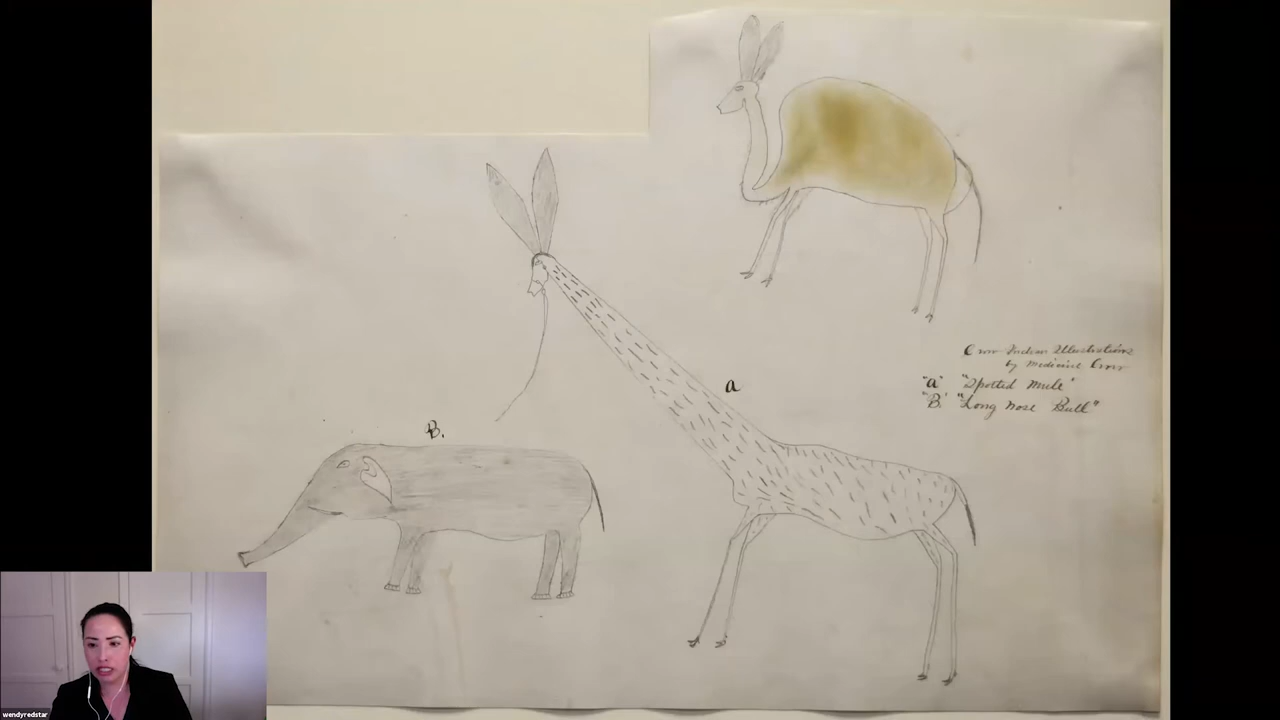 a
B.
Crow Indian Illustrations
by Medicine Crow
"a" "Spotted Mule"
"B." "Long Nose Bull"
wendyredstar